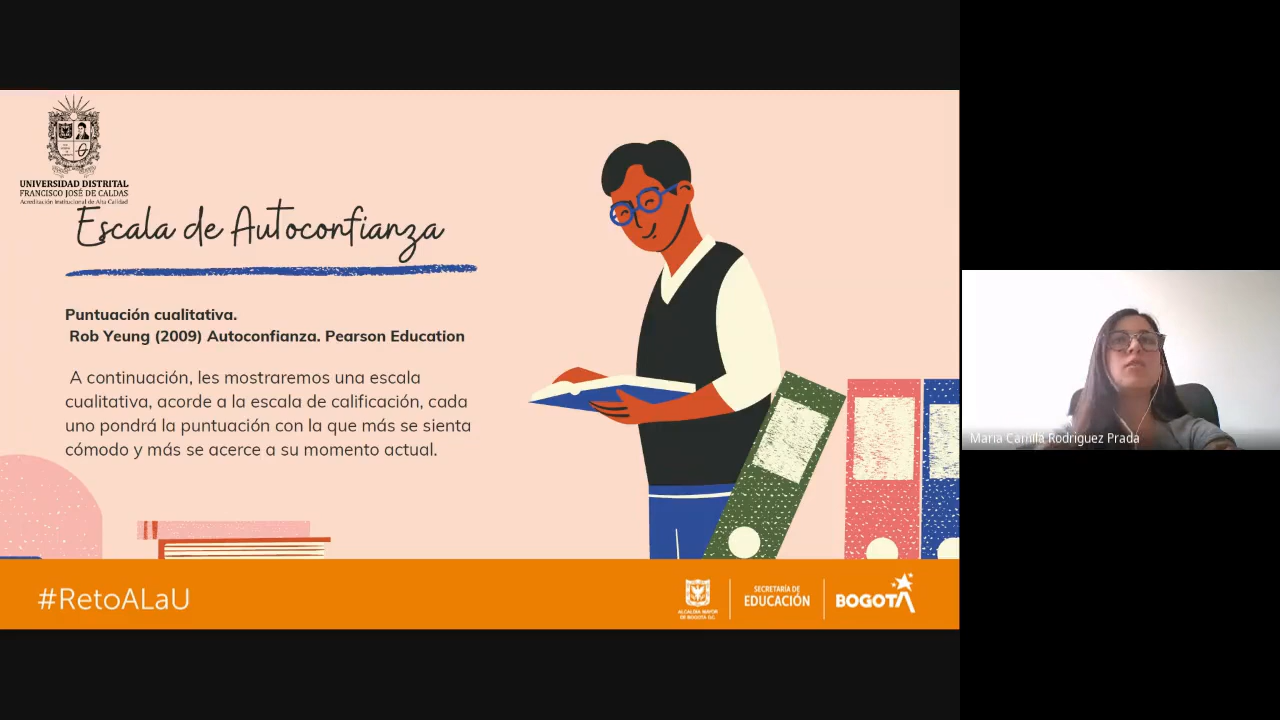 UNIVERSIDAD DISTRITAL
FRANCISCO JOSÉ DE CALDAS
Acreditación Institucional de Alta Calidad
Escala de Autoconfianza
Puntuación cualitativa.
Rob Yeung (2009) Autoconfianza. Pearson Education
A continuación, les mostraremos una escala
cualitativa, acorde a la escala de calificación, cada
uno pondrá la puntuación con la que más se sienta
cómodo y más se acerce a su momento actual.
#RetoALaU
ALCALDÍA MAYOR
DE BOGOTÁ D.C.
SECRETARÍA DE
EDUCACIÓN
BOGOTÁ
Maria Camila Rodriguez Prada